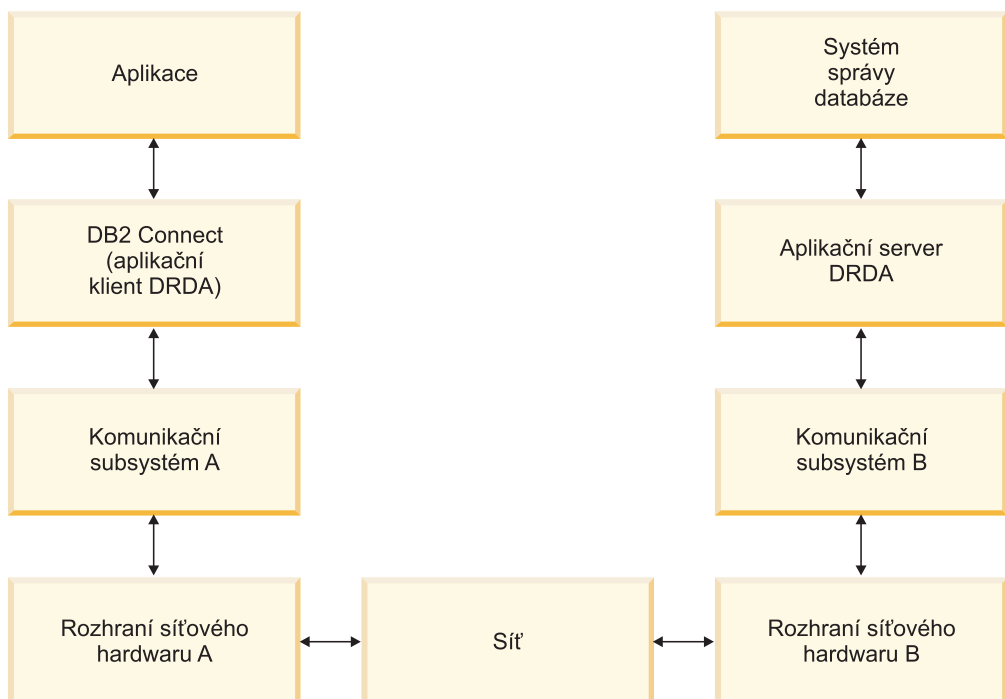 Aplikace
Systém
správy
databáze
DB2 Connect
(aplikační
klient DRDA)
Aplikační server
DRDA
Komunikační
subsystém A
Komunikační
subsystém B
Rozhraní síťového
hardwaru A
Síť
Rozhraní síťového
hardwaru B